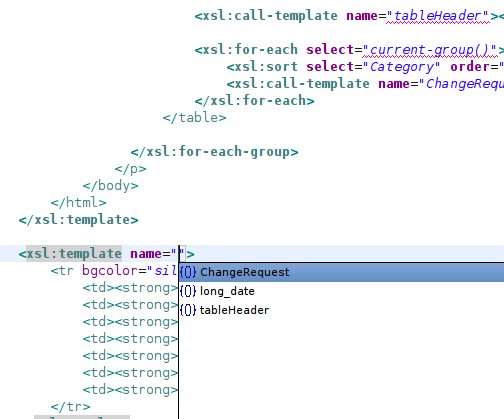 <xsl:call-template name="tableHeader"><
<xsl:for-each select="current-group()">
<xsl:sort select="Category" order="
<xsl:call-template name="ChangeRequ
</xsl:for-each>
</table>
</xsl:for-each-group>
</p>
</body>
</html>
</xsl:template>
<xsl:template name="">
<tr bgcolor="sil
{} ChangeRequest
<td><strong>
{} long_date
<td><strong>
{} tableHeader
<td><strong>
<td><strong>
<td><strong>
<td><strong>
<td><strong>
</tr>